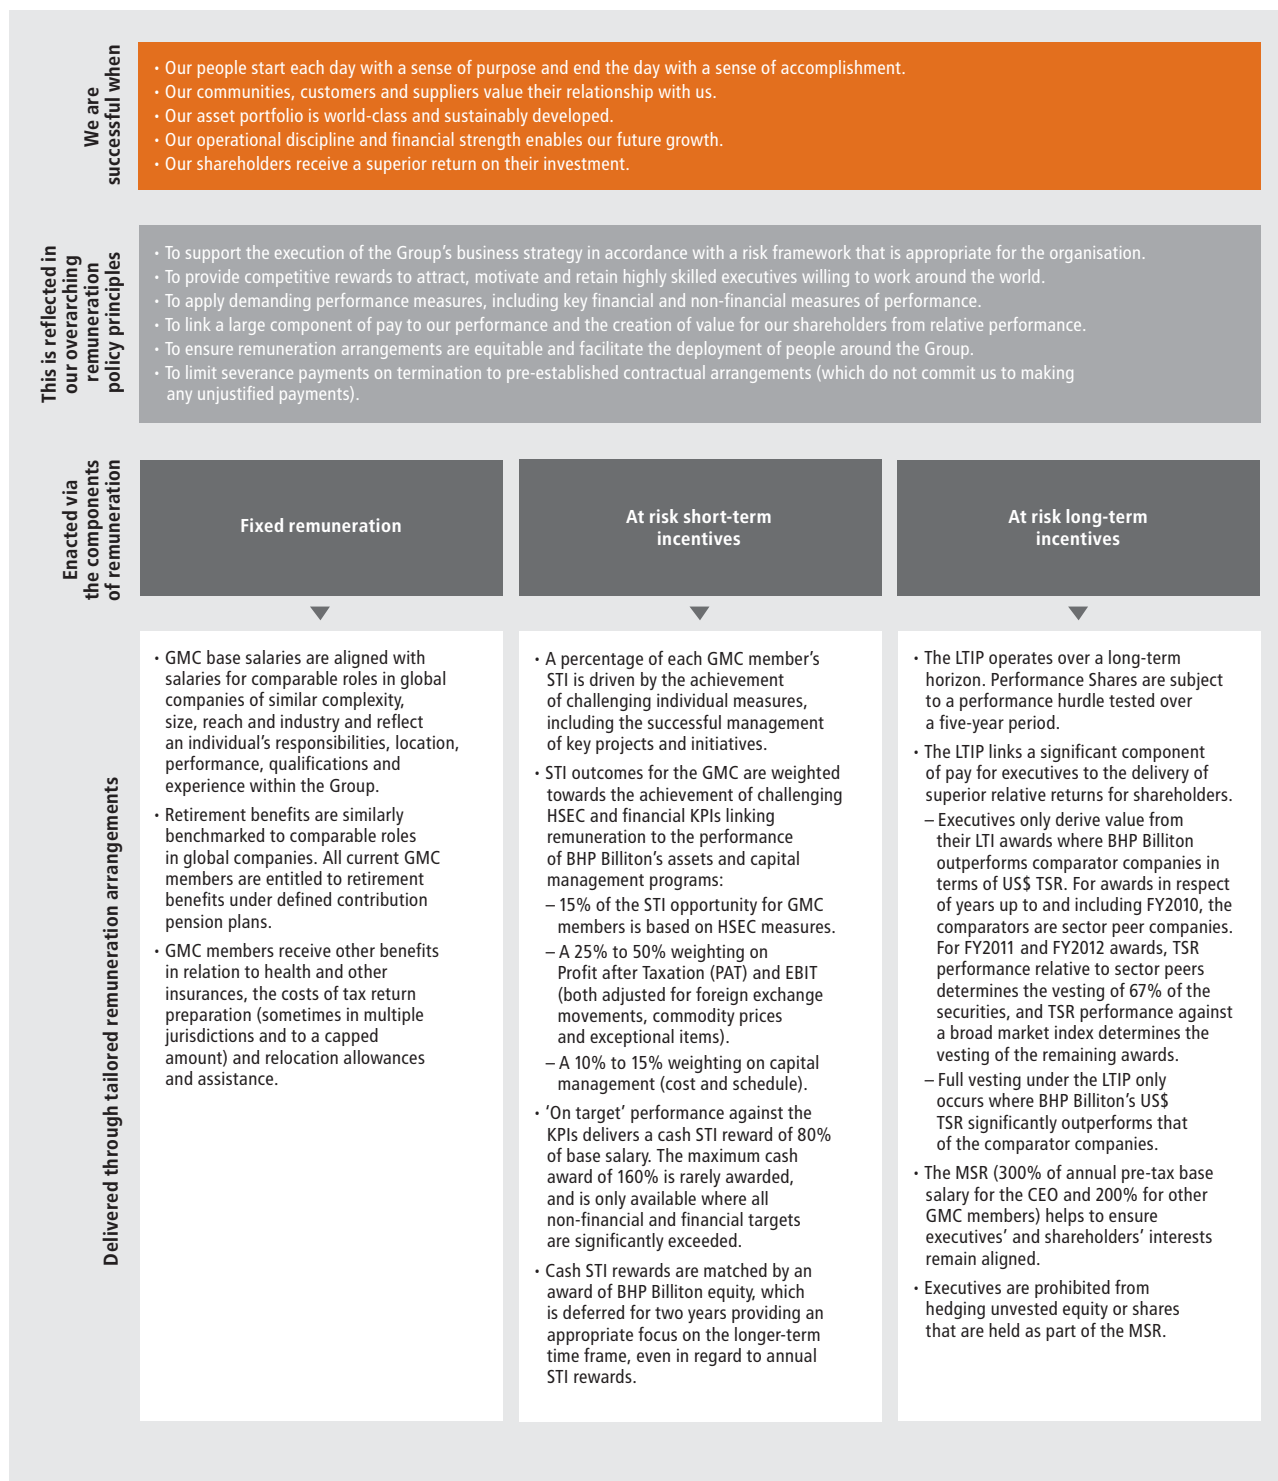 We are
successful when
• Our people start each day with a sense of purpose and end the day with a sense of accomplishment.
• Our communities, customers and suppliers value their relationship with us.
• Our asset portfolio is world-class and sustainably developed.
• Our operational discipline and financial strength enables our future growth.
• Our shareholders receive a superior return on their investment.
This is reflected in
our overarching
remuneration
policy principles
• To support the execution of the Group’s business strategy in accordance with a risk framework that is appropriate for the organisation.
• To provide competitive rewards to attract, motivate and retain highly skilled executives willing to work around the world.
• To apply demanding performance measures, including key financial and non-financial measures of performance.
• To link a large component of pay to our performance and the creation of value for our shareholders from relative performance.
• To ensure remuneration arrangements are equitable and facilitate the deployment of people around the Group.
• To limit severance payments on termination to pre-established contractual arrangements (which do not commit us to making
any unjustified payments).
Enacted via
the components
of remuneration
Fixed remuneration
At risk short-term
incentives
At risk long-term
incentives
Delivered through tailored remuneration arrangements
• GMC base salaries are aligned with
salaries for comparable roles in global
companies of similar complexity,
size, reach and industry and reflect
an individual’s responsibilities, location,
performance, qualifications and
experience within the Group.
• Retirement benefits are similarly
benchmarked to comparable roles
in global companies. All current GMC
members are entitled to retirement
benefits under defined contribution
pension plans.
• GMC members receive other benefits
in relation to health and other
insurances, the costs of tax return
preparation (sometimes in multiple
jurisdictions and to a capped
amount) and relocation allowances
and assistance.
• A percentage of each GMC member’s
STI is driven by the achievement
of challenging individual measures,
including the successful management
of key projects and initiatives.
• STI outcomes for the GMC are weighted
towards the achievement of challenging
HSEC and financial KPIs linking
remuneration to the performance
of BHP Billiton’s assets and capital
management programs:
– 15% of the STI opportunity for GMC
members is based on HSEC measures.
– A 25% to 50% weighting on
Profit after Taxation (PAT) and EBIT
(both adjusted for foreign exchange
movements, commodity prices
and exceptional items).
– A 10% to 15% weighting on capital
management (cost and schedule).
• ‘On target’ performance against the
KPIs delivers a cash STI reward of 80%
of base salary. The maximum cash
award of 160% is rarely awarded,
and is only available where all
non-financial and financial targets
are significantly exceeded.
• Cash STI rewards are matched by an
award of BHP Billiton equity, which
is deferred for two years providing an
appropriate focus on the longer-term
time frame, even in regard to annual
STI rewards.
• The LTIP operates over a long-term
horizon. Performance Shares are subject
to a performance hurdle tested over
a five-year period.
• The LTIP links a significant component
of pay for executives to the delivery of
superior relative returns for shareholders.
– Executives only derive value from
their LTI awards where BHP Billiton
outperforms comparator companies in
terms of US$ TSR. For awards in respect
of years up to and including FY2010, the
comparators are sector peer companies.
For FY2011 and FY2012 awards, TSR
performance relative to sector peers
determines the vesting of 67% of the
securities, and TSR performance against
a broad market index determines the
vesting of the remaining awards.
– Full vesting under the LTIP only
occurs where BHP Billiton’s US$
TSR significantly outperforms that
of the comparator companies.
• The MSR (300% of annual pre-tax base
salary for the CEO and 200% for other
GMC members) helps to ensure
executives’ and shareholders’ interests
remain aligned.
• Executives are prohibited from
hedging unvested equity or shares
that are held as part of the MSR.